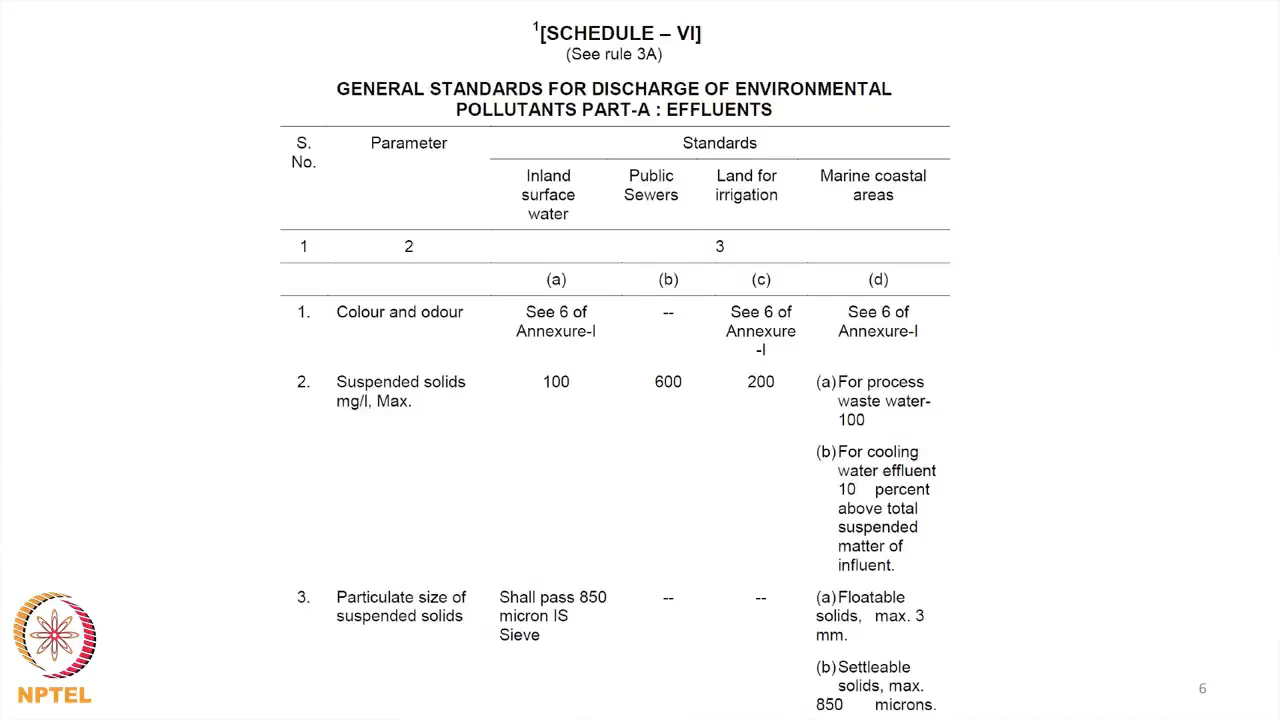 1[SCHEDULE – VI]
(See rule 3A)
GENERAL STANDARDS FOR DISCHARGE OF ENVIRONMENTAL
POLLUTANTS PART-A : EFFLUENTS
S. No. Parameter Standards
Inland surface water Public Sewers Land for irrigation Marine coastal areas
1 2 3
(a) (b) (c) (d)
1. Colour and odour See 6 of Annexure-I -- See 6 of Annexure -I See 6 of Annexure-I
2. Suspended solids mg/l, Max. 100 600 200 (a) For process waste water- 100
(b) For cooling water effluent 10 percent above total suspended matter of influent.
3. Particulate size of suspended solids Shall pass 850 micron IS Sieve -- -- (a) Floatable solids, max. 3 mm.
(b) Settleable solids, max. 850 microns.
NPTEL
6